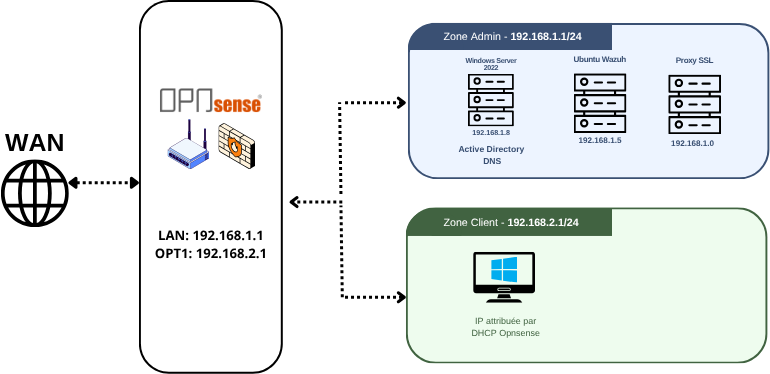 WAN
OPNsense®
LAN: 192.168.1.1
OPT1: 192.168.2.1
Zone Admin - 192.168.1.1/24
Windows Server
2022
192.168.1.8
Active Directory
DNS
Ubuntu Wazuh
192.168.1.5
Proxy SSL
192.168.1.0
Zone Client - 192.168.2.1/24
IP attribuée par
DHCP Opnsense